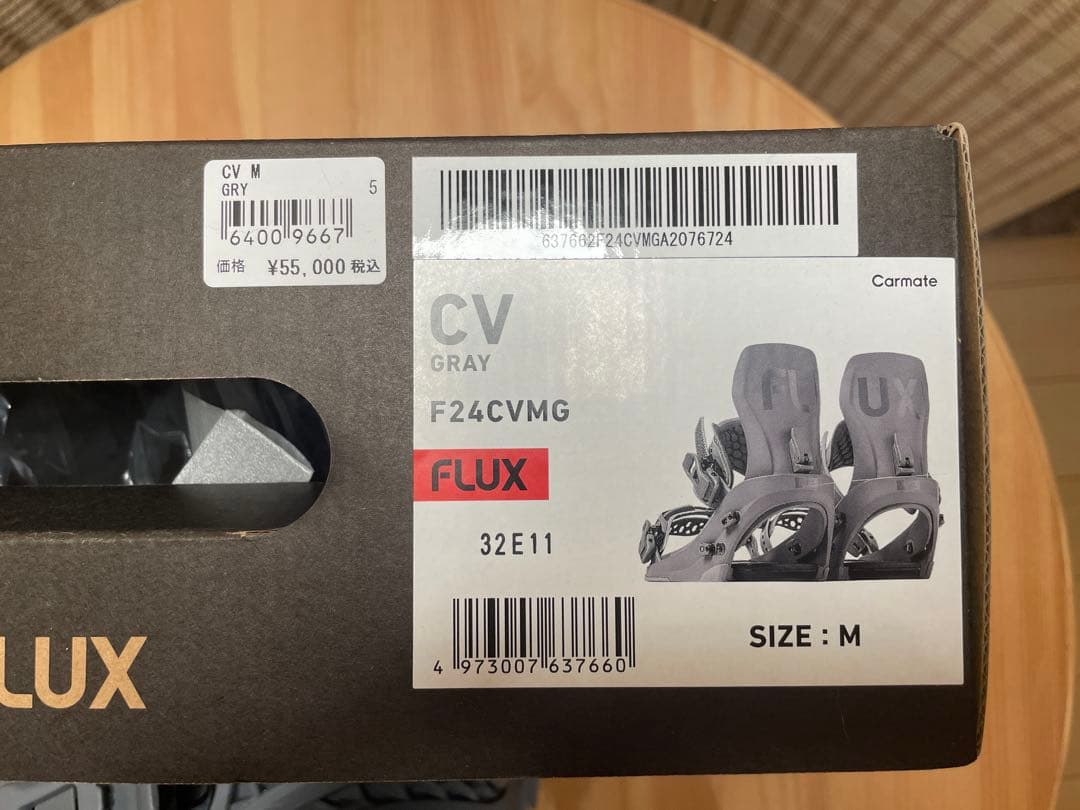 CV M
GRY 5
6400 9667
価格 ¥55,000 税込
637662F24CVMGA2076724
Carmate
CV
GRAY
F24CVMG
FLUX
FLUX
32E11
4 973007 637660
SIZE : M
LUX